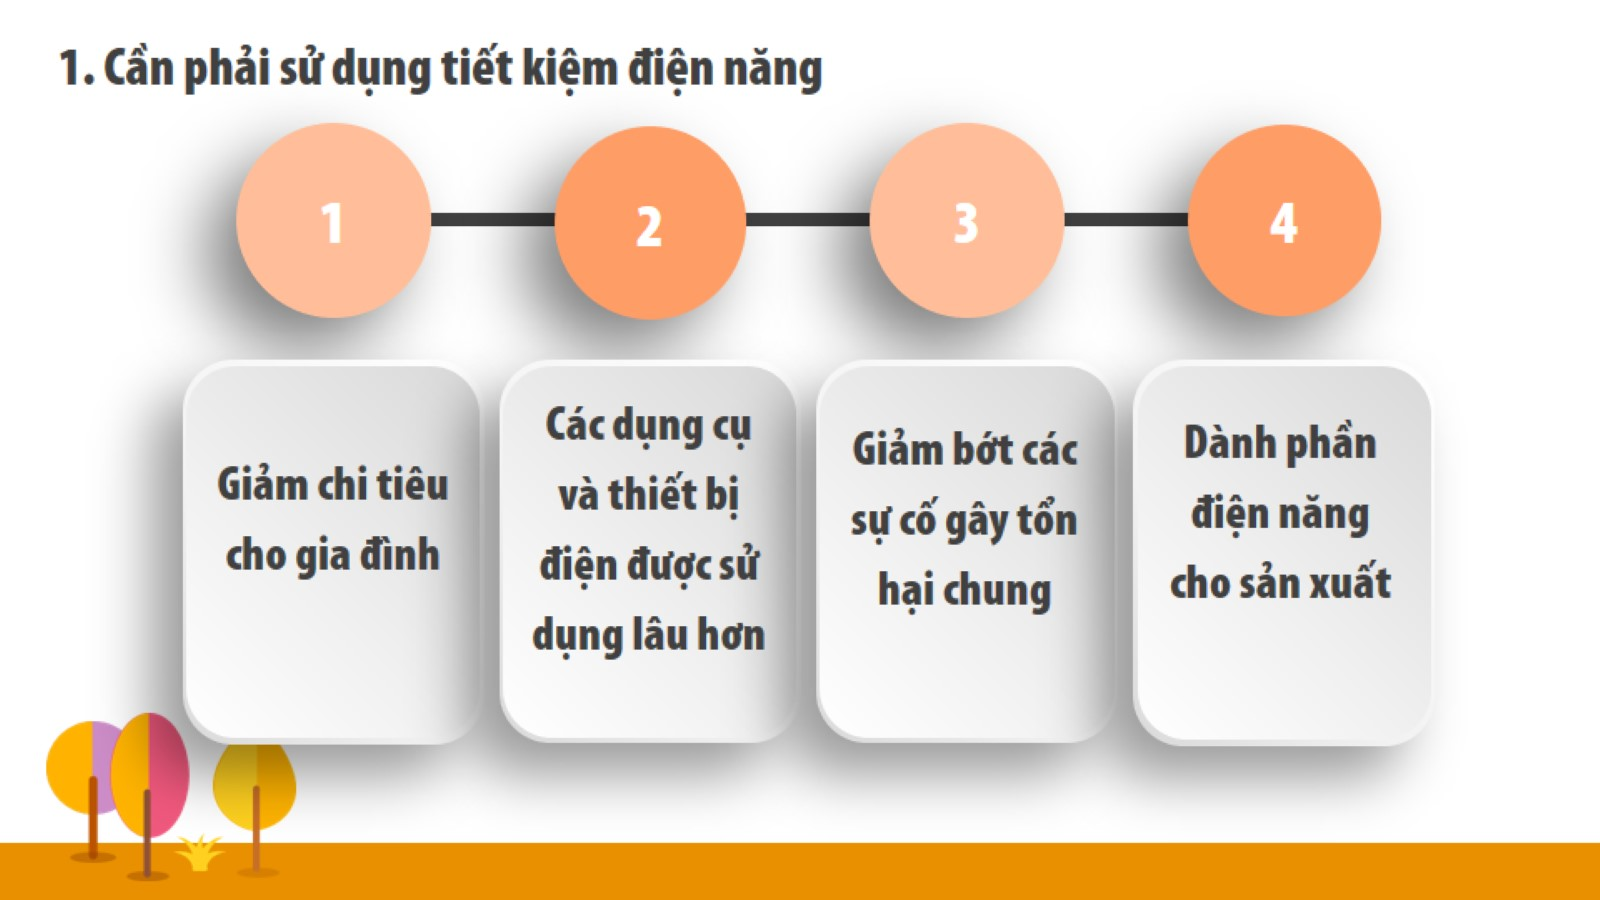 1. Cần phải sử dụng tiết kiệm điện năng
1
2
3
4
Giảm chi tiêu
cho gia đình
Các dụng cụ
và thiết bị
điện được sử
dụng lâu hơn
Giảm bớt các
sự cố gây tổn
hại chung
Dành phần
điện năng
cho sản xuất